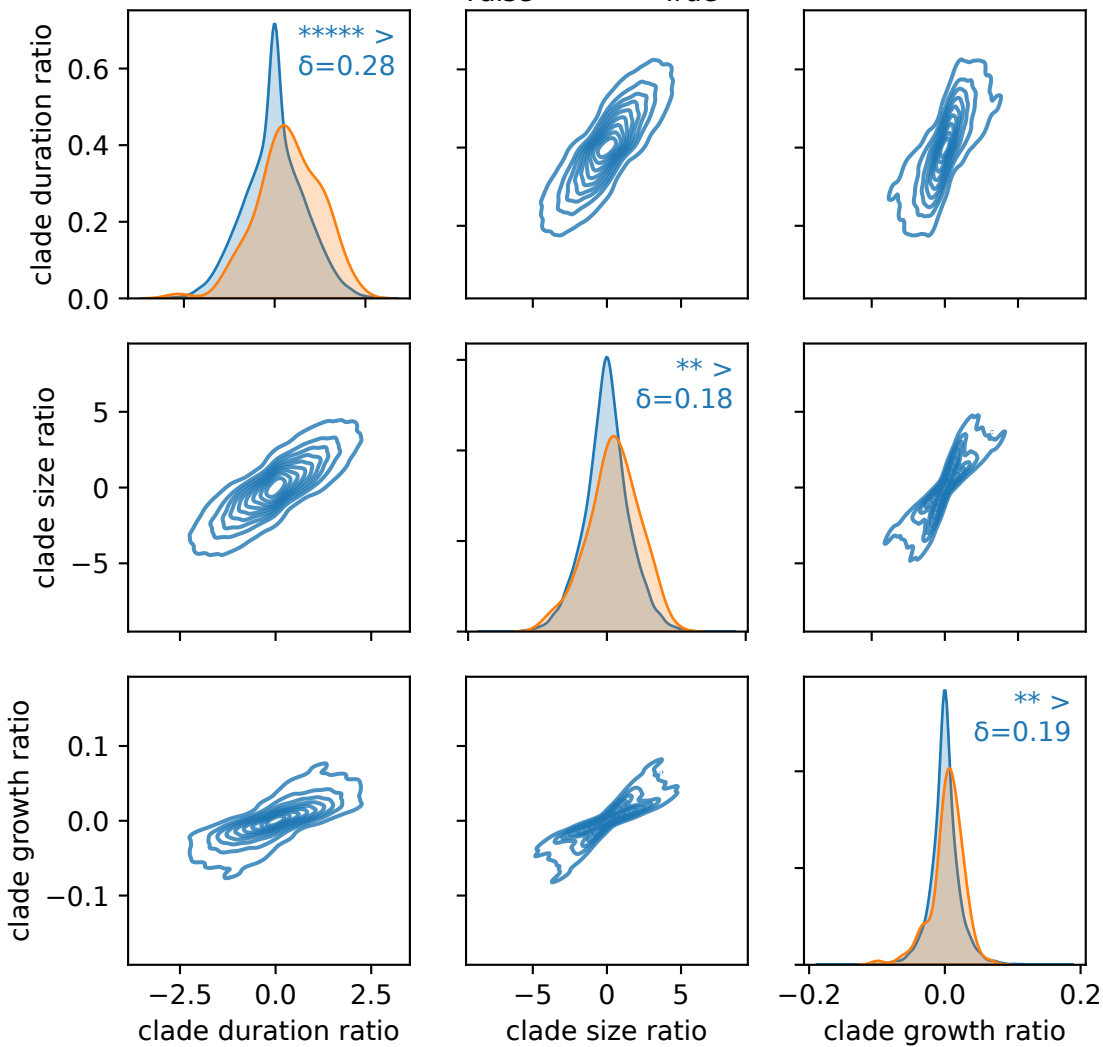 ***** >
δ=0.28
clade duration ratio
0.6
0.4
0.2
0.0
** >
δ=0.18
clade size ratio
5
0
−5
** >
δ=0.19
clade growth ratio
0.1
0.0
−0.1
−2.5 0.0 2.5 −5 0 5 −0.2 0.0 0.2
clade duration ratio clade size ratio clade growth ratio